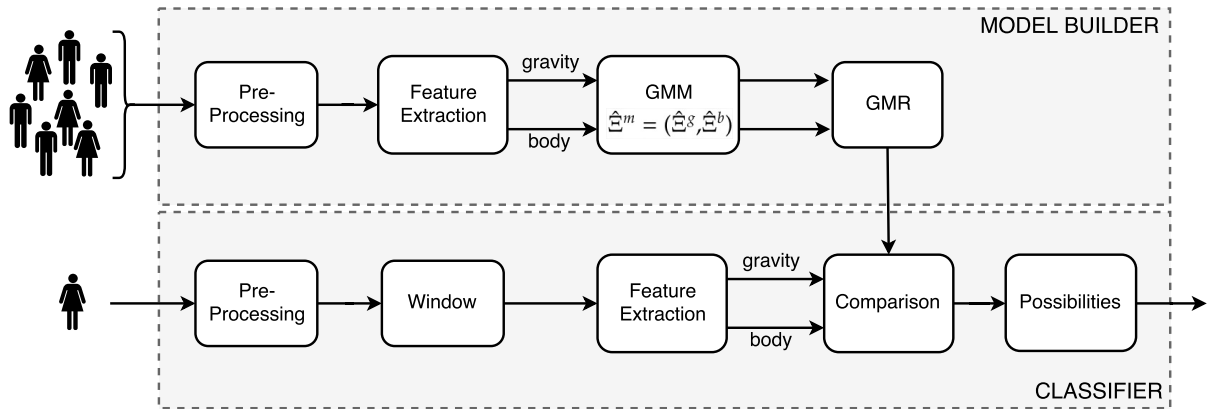 MODEL BUILDER
Pre-
Processing
Feature
Extraction
gravity
body
GMM
Ξ̂ᵐ = (Ξ̂ᵍ,Ξ̂ᵇ)
GMR
Pre-
Processing
Window
Feature
Extraction
gravity
body
Comparison
Possibilities
CLASSIFIER